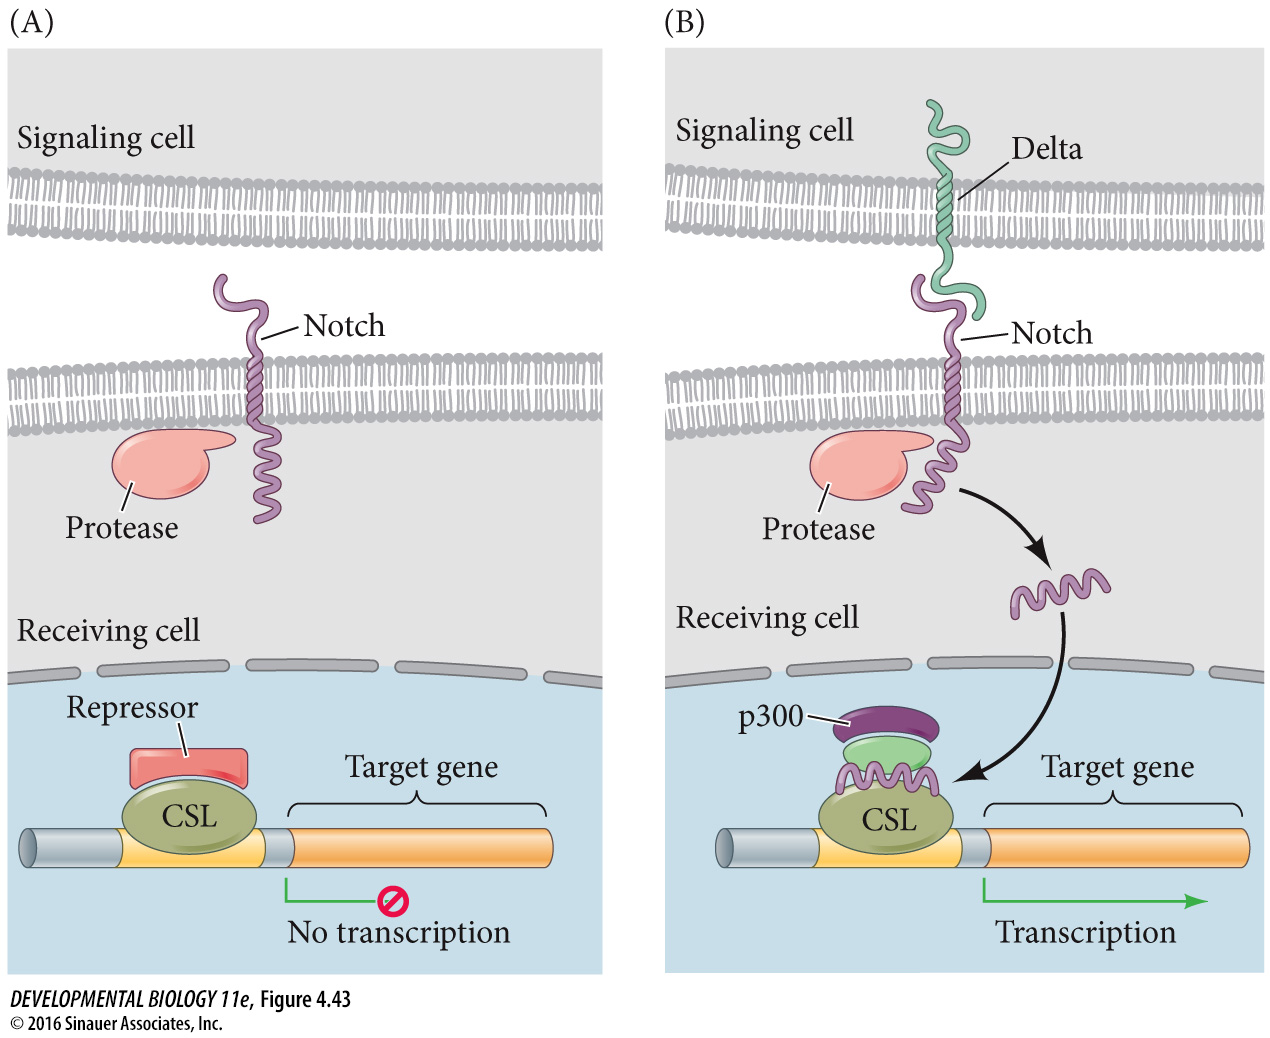 (A)
Signaling cell
Notch
Protease
Receiving cell
Repressor
Target gene
CSL
No transcription
(B)
Signaling cell
Delta
Notch
Protease
Receiving cell
p300
Target gene
CSL
Transcription
DEVELOPMENTAL BIOLOGY 11e, Figure 4.43
© 2016 Sinauer Associates, Inc.